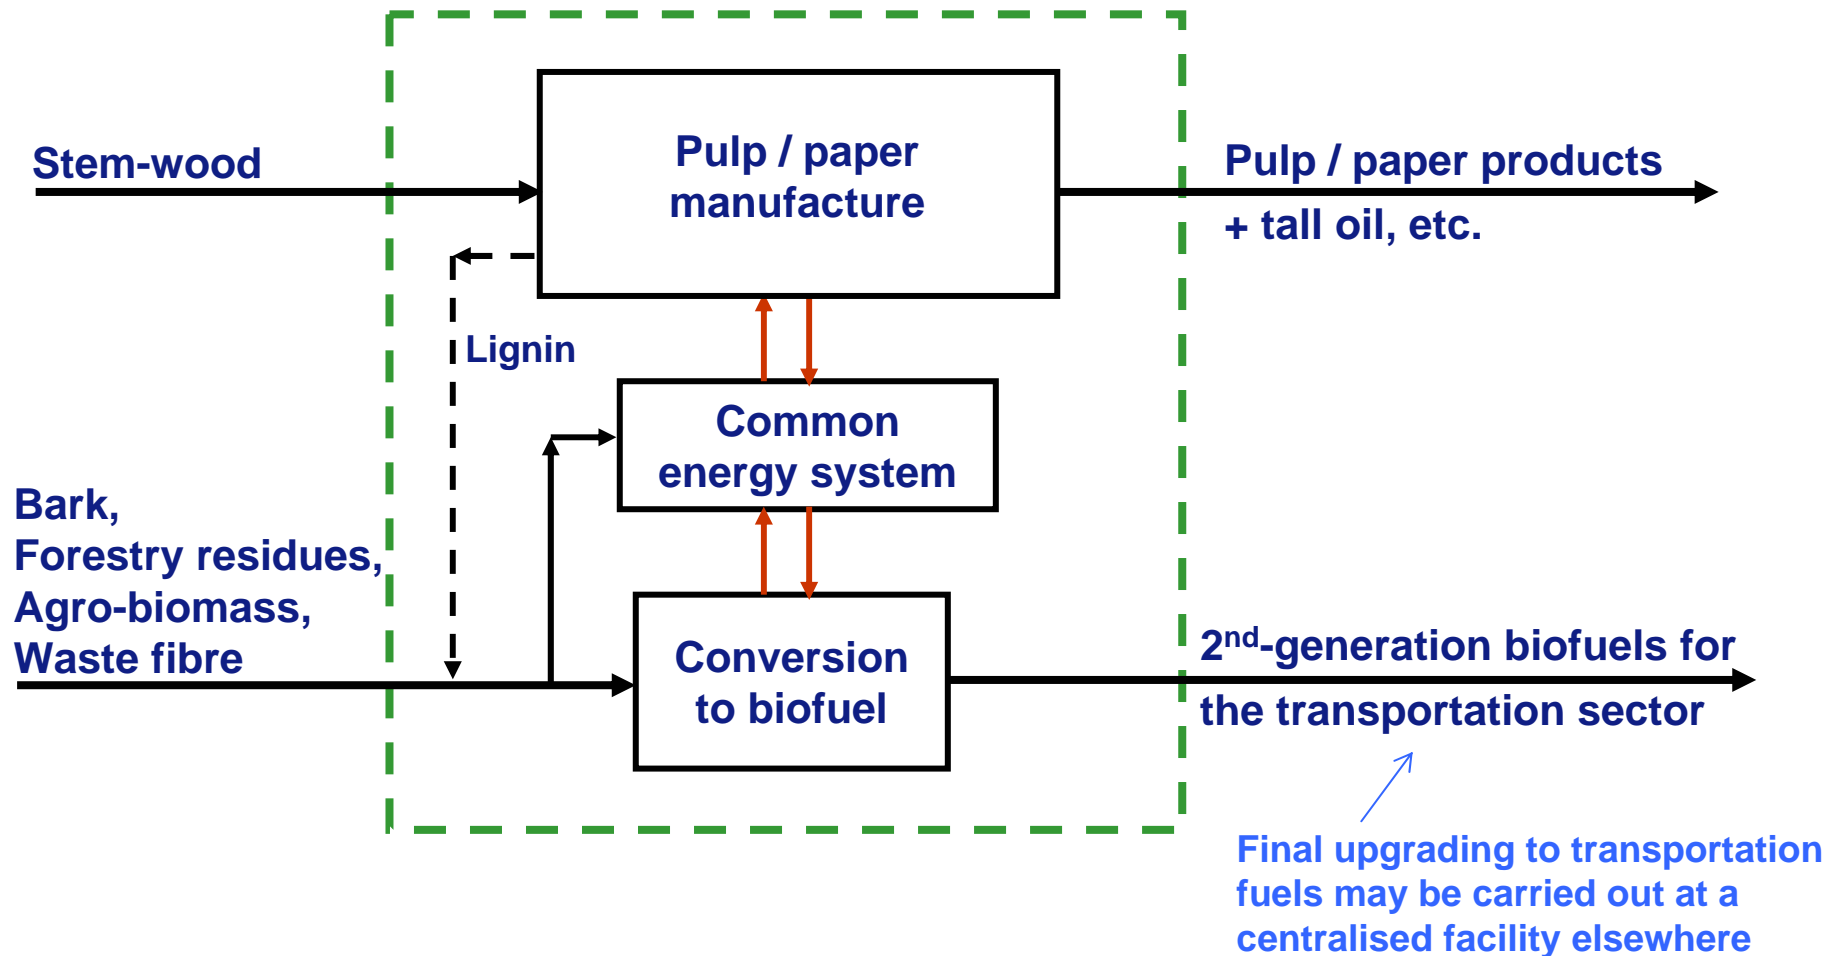 Stem-wood
Pulp / paper
manufacture
Pulp / paper products
+ tall oil, etc.
Lignin
Common
energy system
Bark,
Forestry residues,
Agro-biomass,
Waste fibre
Conversion
to biofuel
2nd-generation biofuels for
the transportation sector
Final upgrading to transportation
fuels may be carried out at a
centralised facility elsewhere